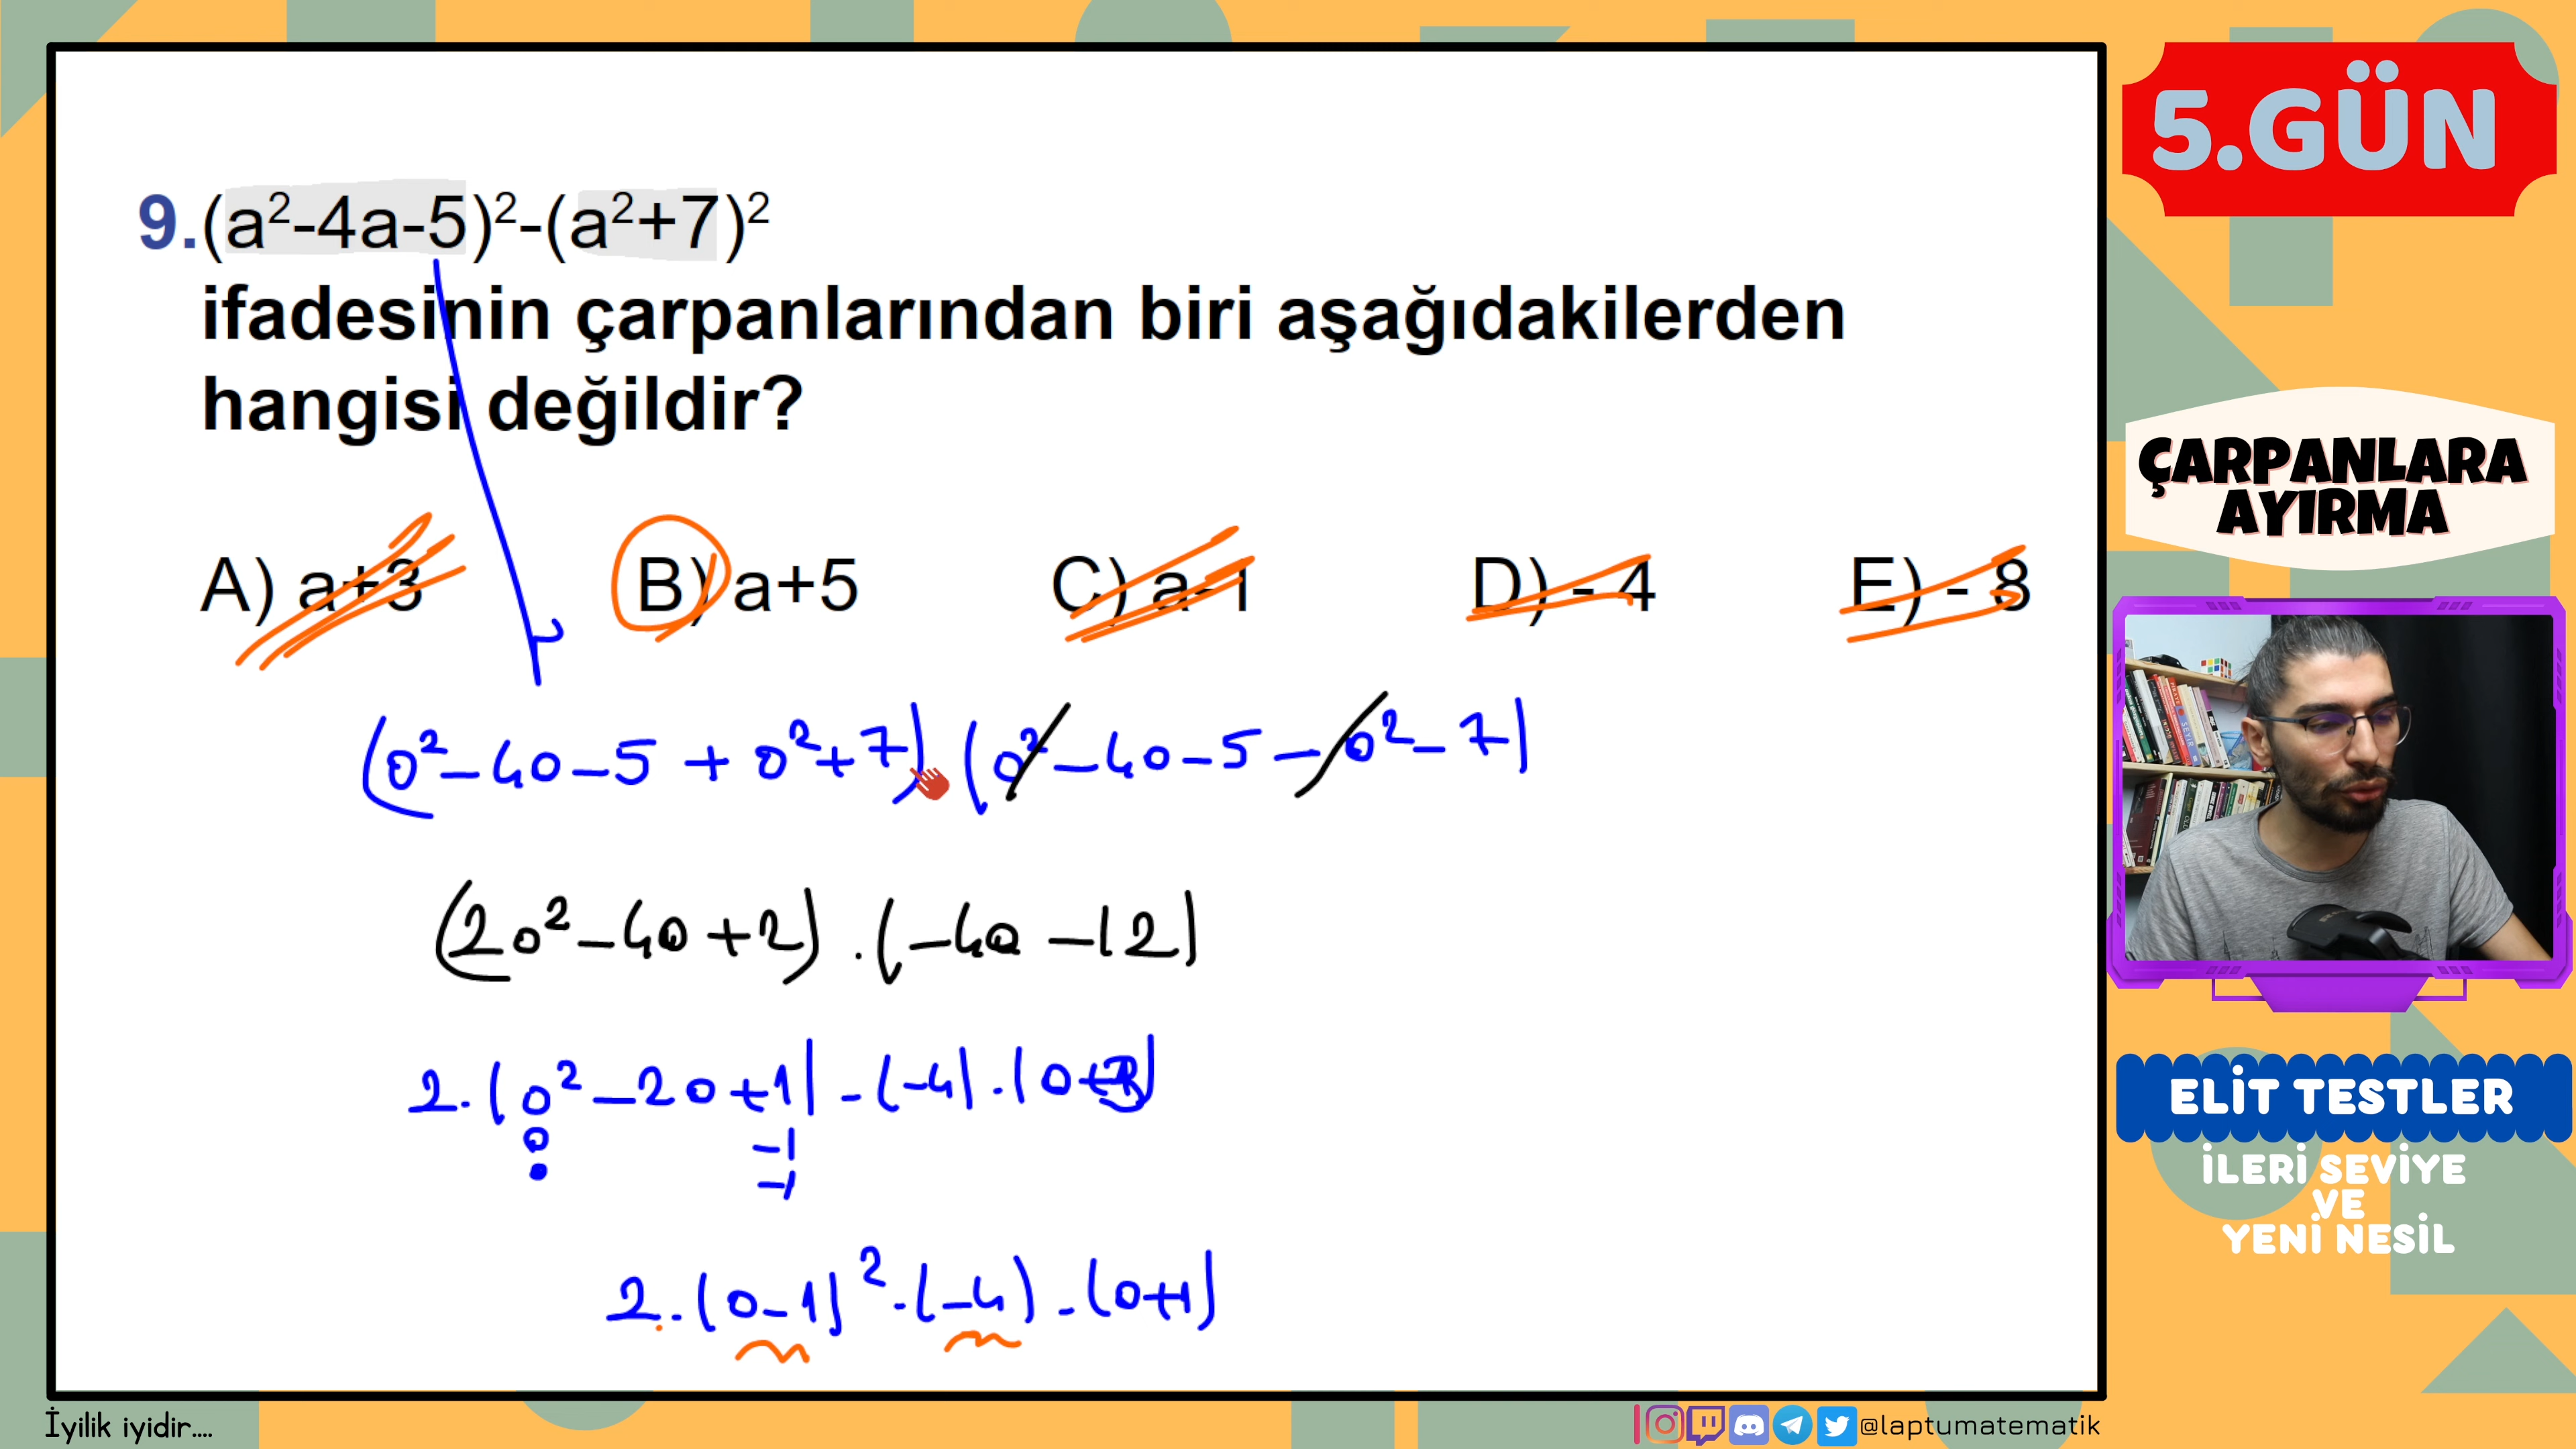 5.GÜN
9.(a²-4a-5)²-(a²+7)²
ifadesinin çarpanlarından biri aşağıdakilerden
hangisi değildir?
A) a+3 B) a+5 C) a-1 D) - 4 E) - 8
(a²-4a-5+a²+7).(a²-4a-5-a²-7)
(2a²-4a+2).(-4a-12)
2.(a²-2a+1).(-4).(a+3)
a -1
a -1
2.(a-1)².(-4).(a+1)
ÇARPANLARA
AYIRMA
ELİT TESTLER
İLERİ SEVİYE
VE
YENİ NESİL
İyilik iyidir....
@laptumatematik